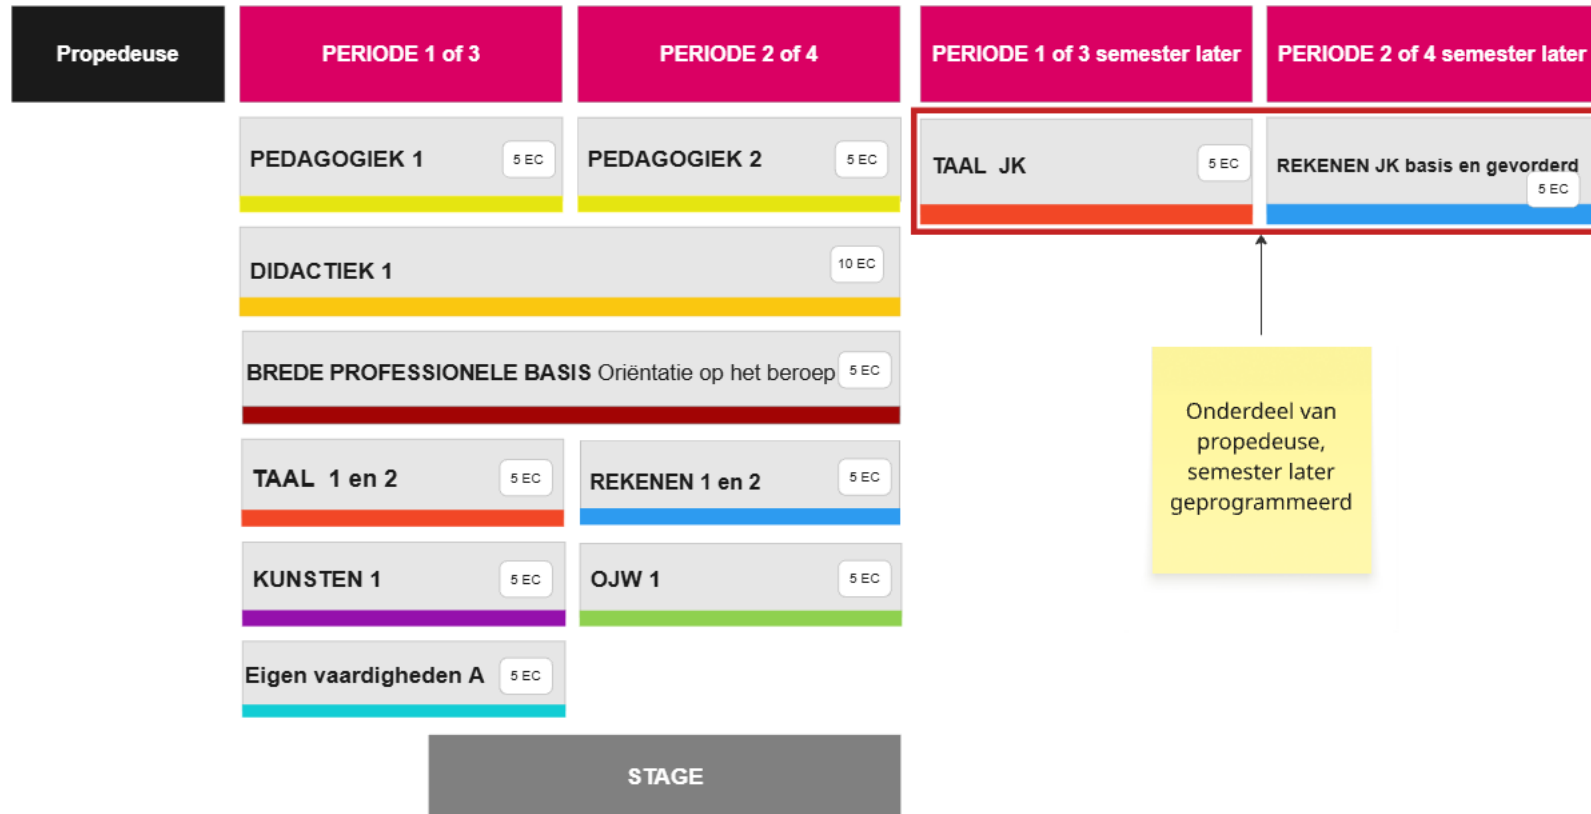 Propedeuse
PERIODE 1 of 3
PERIODE 2 of 4
PERIODE 1 of 3 semester later
PERIODE 2 of 4 semester later
PEDAGOGIEK 1
5 EC
PEDAGOGIEK 2
5 EC
TAAL JK
5 EC
REKENEN JK basis en gevorderd
5 EC
DIDACTIEK 1
10 EC
BREDE PROFESSIONELE BASIS Oriëntatie op het beroep
5 EC
TAAL 1 en 2
5 EC
REKENEN 1 en 2
5 EC
KUNSTEN 1
5 EC
OJW 1
5 EC
Eigen vaardigheden A
5 EC
STAGE
Onderdeel van
propedeuse,
semester later
geprogrammeerd